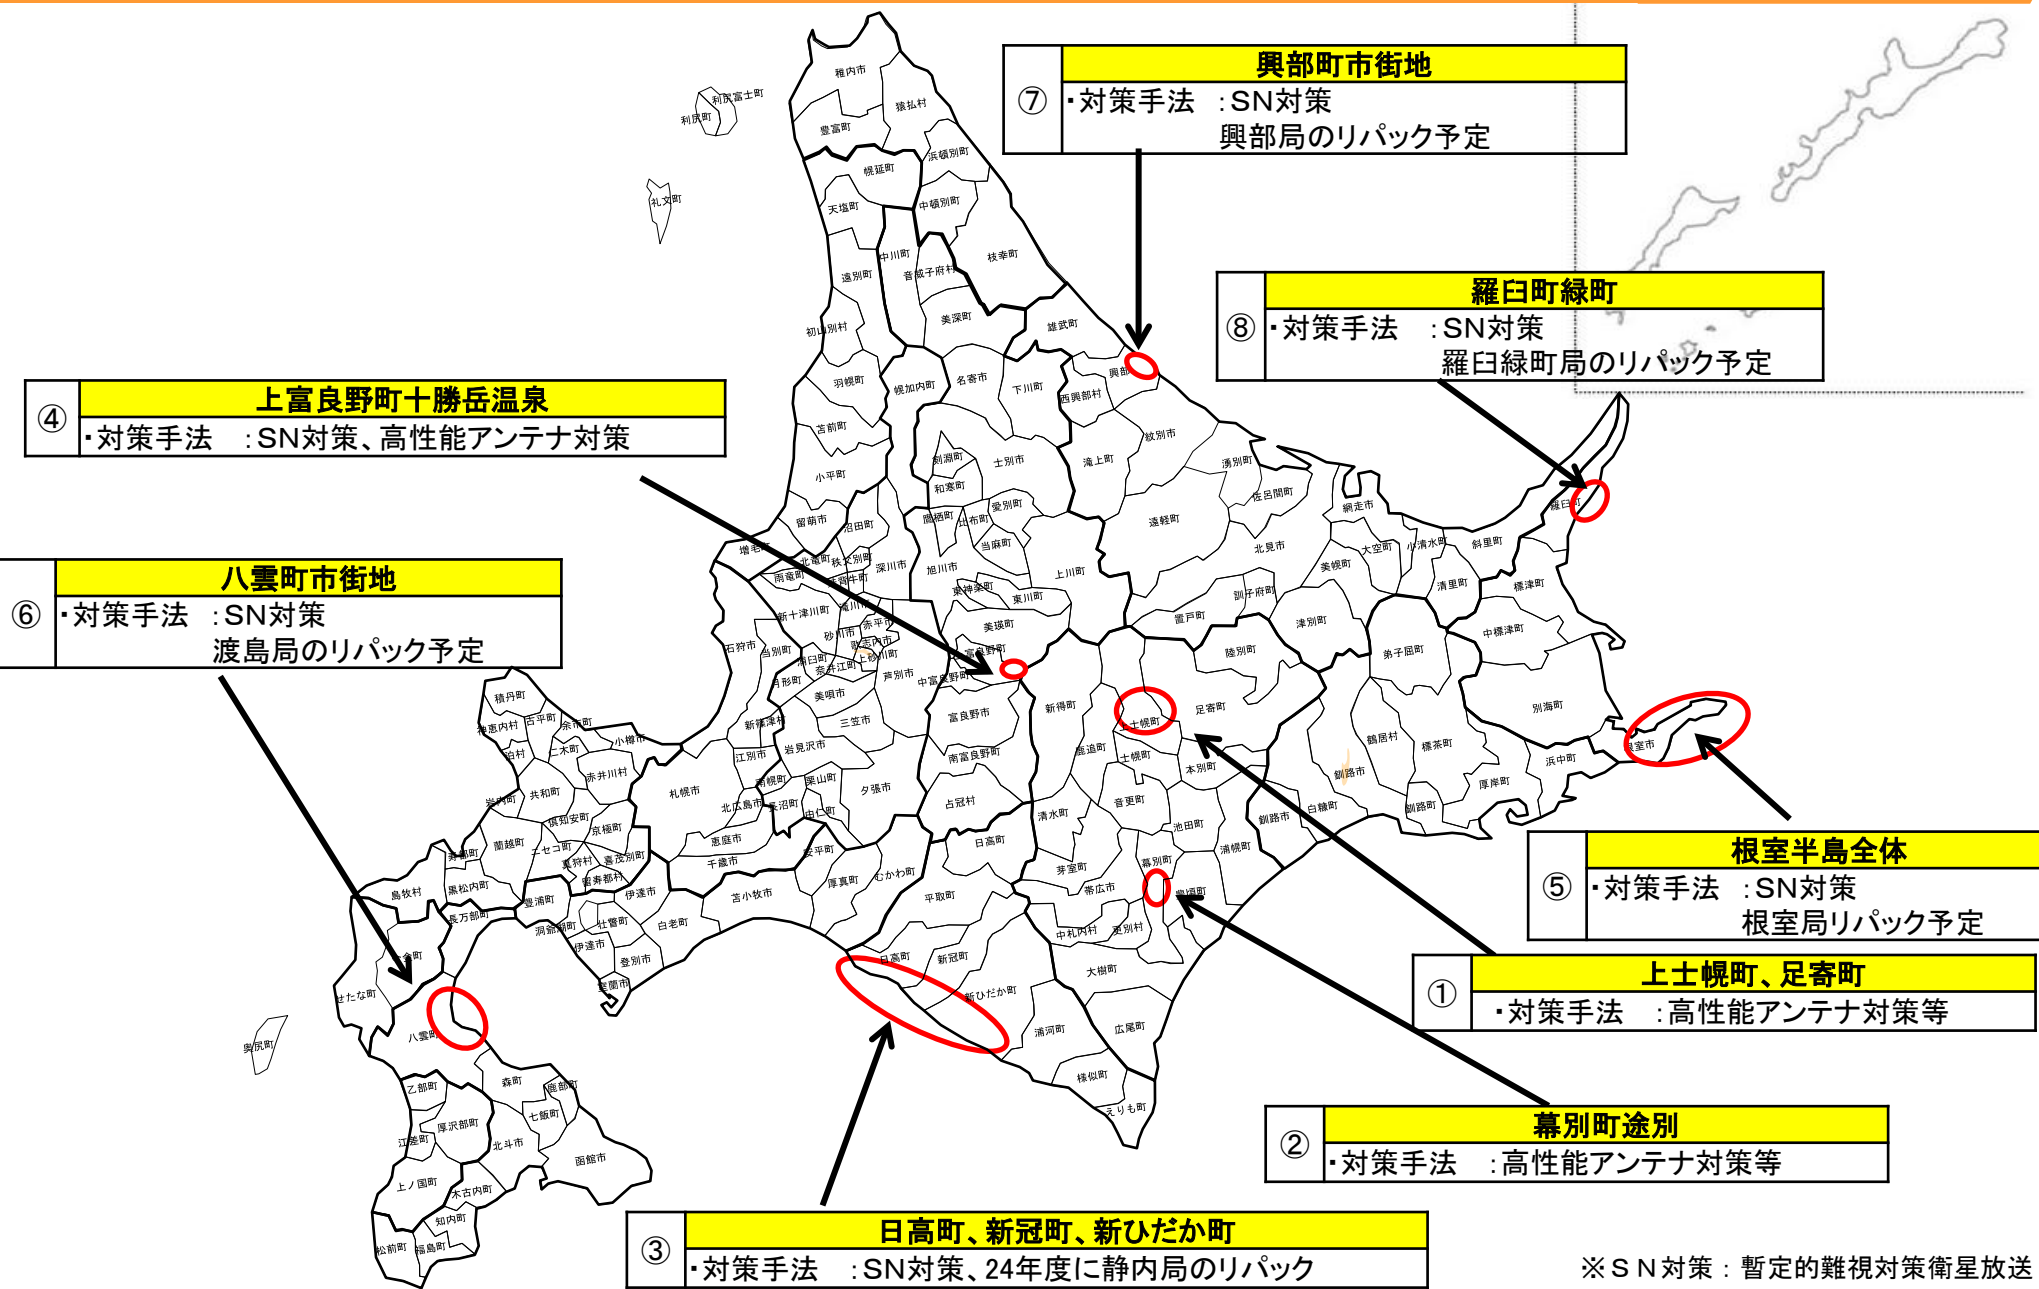 ⑦
興部町市街地
・対策手法 :SN対策
興部局のリパック予定
⑧
羅臼町緑町
・対策手法 :SN対策
羅臼緑町局のリパック予定
④
上富良野町十勝岳温泉
・対策手法 :SN対策、高性能アンテナ対策
⑥
八雲町市街地
・対策手法 :SN対策
渡島局のリパック予定
⑤
根室半島全体
・対策手法 :SN対策
根室局リパック予定
①
上士幌町、足寄町
・対策手法 :高性能アンテナ対策等
②
幕別町途別
・対策手法 :高性能アンテナ対策等
③
日高町、新冠町、新ひだか町
・対策手法 :SN対策、24年度に静内局のリパック
※SN対策:暫定的難視対策衛星放送
稚内市
利尻富士町
利尻町
猿払村
豊富町
浜頓別町
幌延町
礼文町
天塩町
中頓別町
中川町
枝幸町
遠別町
音威子府村
美深町
初山別村
雄武町
羽幌町
幌加内町
名寄市
下川町
興部
西興部村
苫前町
紋別市
滝上町
湧別町
剣淵町
士別市
小平町
和寒町
佐呂間町
愛別町
網走市
羅臼町
留萌市
沼田町
鷹栖町
比布町
遠軽町
増毛町
当麻町
北見市
大空町
小清水町
斜里町
北竜町
秩父別町
深川市
旭川市
上川町
美幌町
雨竜町
妹背牛町
東神楽町
東川町
訓子府町
清里町
標津町
新十津川町
滝川市
赤平市
美瑛町
置戸町
津別町
砂川市
歌志内市
中標津町
石狩市
当別町
浦臼町
奈井江町
上砂川町
芦別市
富良野町
中富良野町
陸別町
弟子屈町
月形町
美唄市
積丹町
新篠津村
三笠市
富良野市
新得町
上士幌町
足寄町
別海町
神恵内村
古平町
余市町
小樽市
泊村
仁木町
江別市
岩見沢市
南富良野町
鹿追町
士幌町
本別町
鶴居村
標茶町
根室市
浜中町
赤井川村
南幌町
栗山町
夕張市
釧路市
厚岸町
岩内町
共和町
札幌市
北広島市
長沼町
由仁町
占冠村
清水町
音更町
池田町
釧路市
白糠町
釧路町
倶知安町
京極町
恵庭市
蘭越町
ニセコ町
寿都町
真狩村
喜茂別町
千歳市
安平町
日高町
芽室町
幕別町
浦幌町
島牧村
黒松内町
留寿都村
伊達市
苫小牧市
厚真町
むかわ町
平取町
帯広市
豊頃町
豊浦町
長万部町
洞爺湖町
壮瞥町
白老町
伊達市
登別市
室蘭市
中札内村
更別村
日高町
新冠町
大樹町
新ひだか町
せたな町
奥尻町
八雲町
浦河町
広尾町
様似町
えりも町
乙部町
森町
鹿部町
七飯町
厚沢部町
江差町
北斗市
函館市
上ノ国町
木古内町
知内町
松前町
福島町